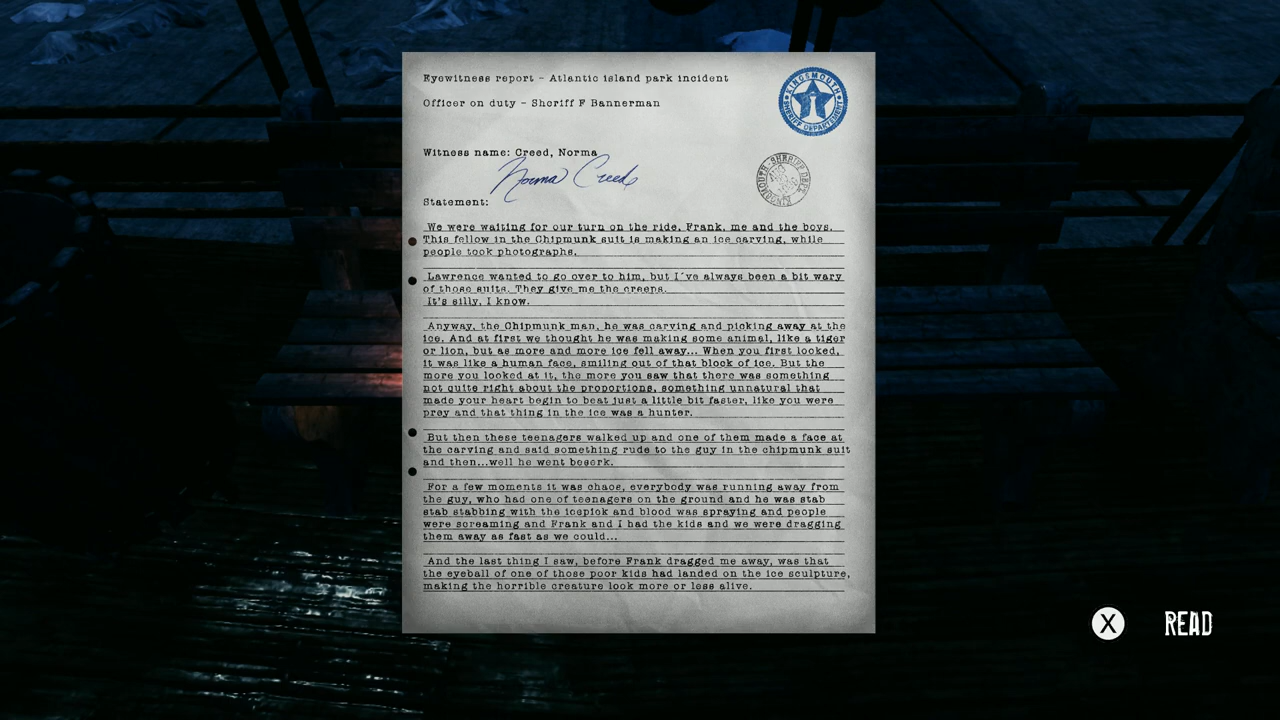 Eyewitness report - Atlantic island park incident
KINGSMOUTH
SHERIFF DEPARTMENT
Officer on duty - Sheriff F Bannerman
Witness name: Creed, Norma
Norma Creed
SHERIFF DEPT
Statement:
We were waiting for our turn on the ride, Frank, me and the boys.
This fellow in the Chipmunk suit is making an ice carving, while
people took photographs.
Lawrence wanted to go over to him, but I´ve always been a bit wary
of those suits. They give me the creeps.
It's silly, I know.
Anyway, the Chipmunk man, he was carving and picking away at the
ice. And at first we thought he was making some animal, like a tiger
or lion, but as more and more ice fell away... When you first looked,
it was like a human face, smiling out of that block of ice. But the
more you looked at it, the more you saw that there was something
not quite right about the proportions, something unnatural that
made your heart begin to beat just a little bit faster, like you were
prey and that thing in the ice was a hunter.
But then these teenagers walked up and one of them made a face at
the carving and said something rude to the guy in the chipmunk suit
and then...well he went beserk.
For a few moments it was chaos, everybody was running away from
the guy, who had one of teenagers on the ground and he was stab
stab stabbing with the icepick and blood was spraying and people
were screaming and Frank and I had the kids and we were dragging
them away as fast as we could...
And the last thing I saw, before Frank dragged me away, was that
the eyeball of one of those poor kids had landed on the ice sculpture,
making the horrible creature look more or less alive.
X READ